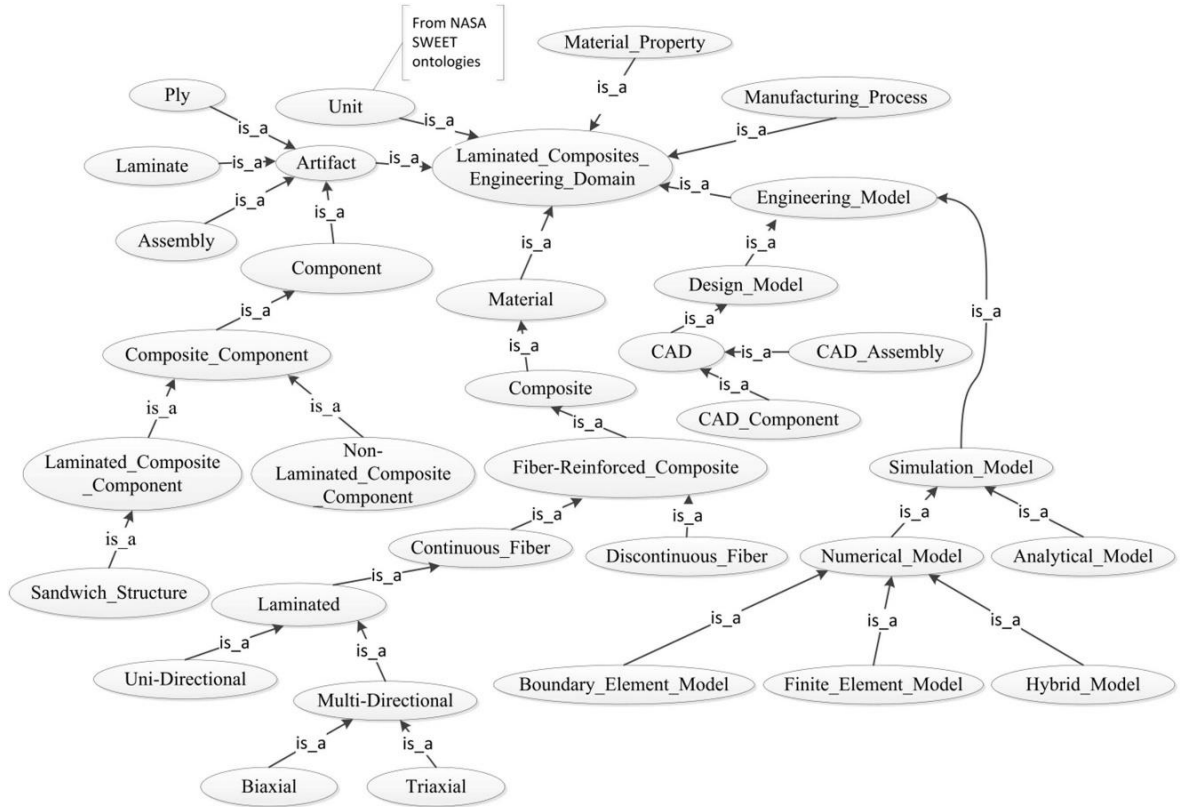 From NASA
SWEET
ontologies
Material_Property
is_a
Ply
Unit
Manufacturing_Process
is_a
is_a
is_a
Laminate
is_a
Artifact
is_a
Laminated_Composites_
Engineering_Domain
is_a
Engineering_Model
is_a
is_a
Assembly
is_a
is_a
Component
Material
Design_Model
is_a
is_a
is_a
Composite_Component
is_a
CAD
is_a
CAD_Assembly
Composite
is_a
is_a
is_a
is_a
CAD_Component
Laminated_Composite
_Component
Non-
Laminated_Composite
_Component
Fiber-Reinforced_Composite
Simulation_Model
is_a
is_a
is_a
is_a
is_a
Continuous_Fiber
Discontinuous_Fiber
Numerical_Model
Analytical_Model
Sandwich_Structure
is_a
Laminated
is_a
is_a
is_a
is_a
is_a
Uni-Directional
Multi-Directional
Boundary_Element_Model
Finite_Element_Model
Hybrid_Model
is_a
is_a
Biaxial
Triaxial